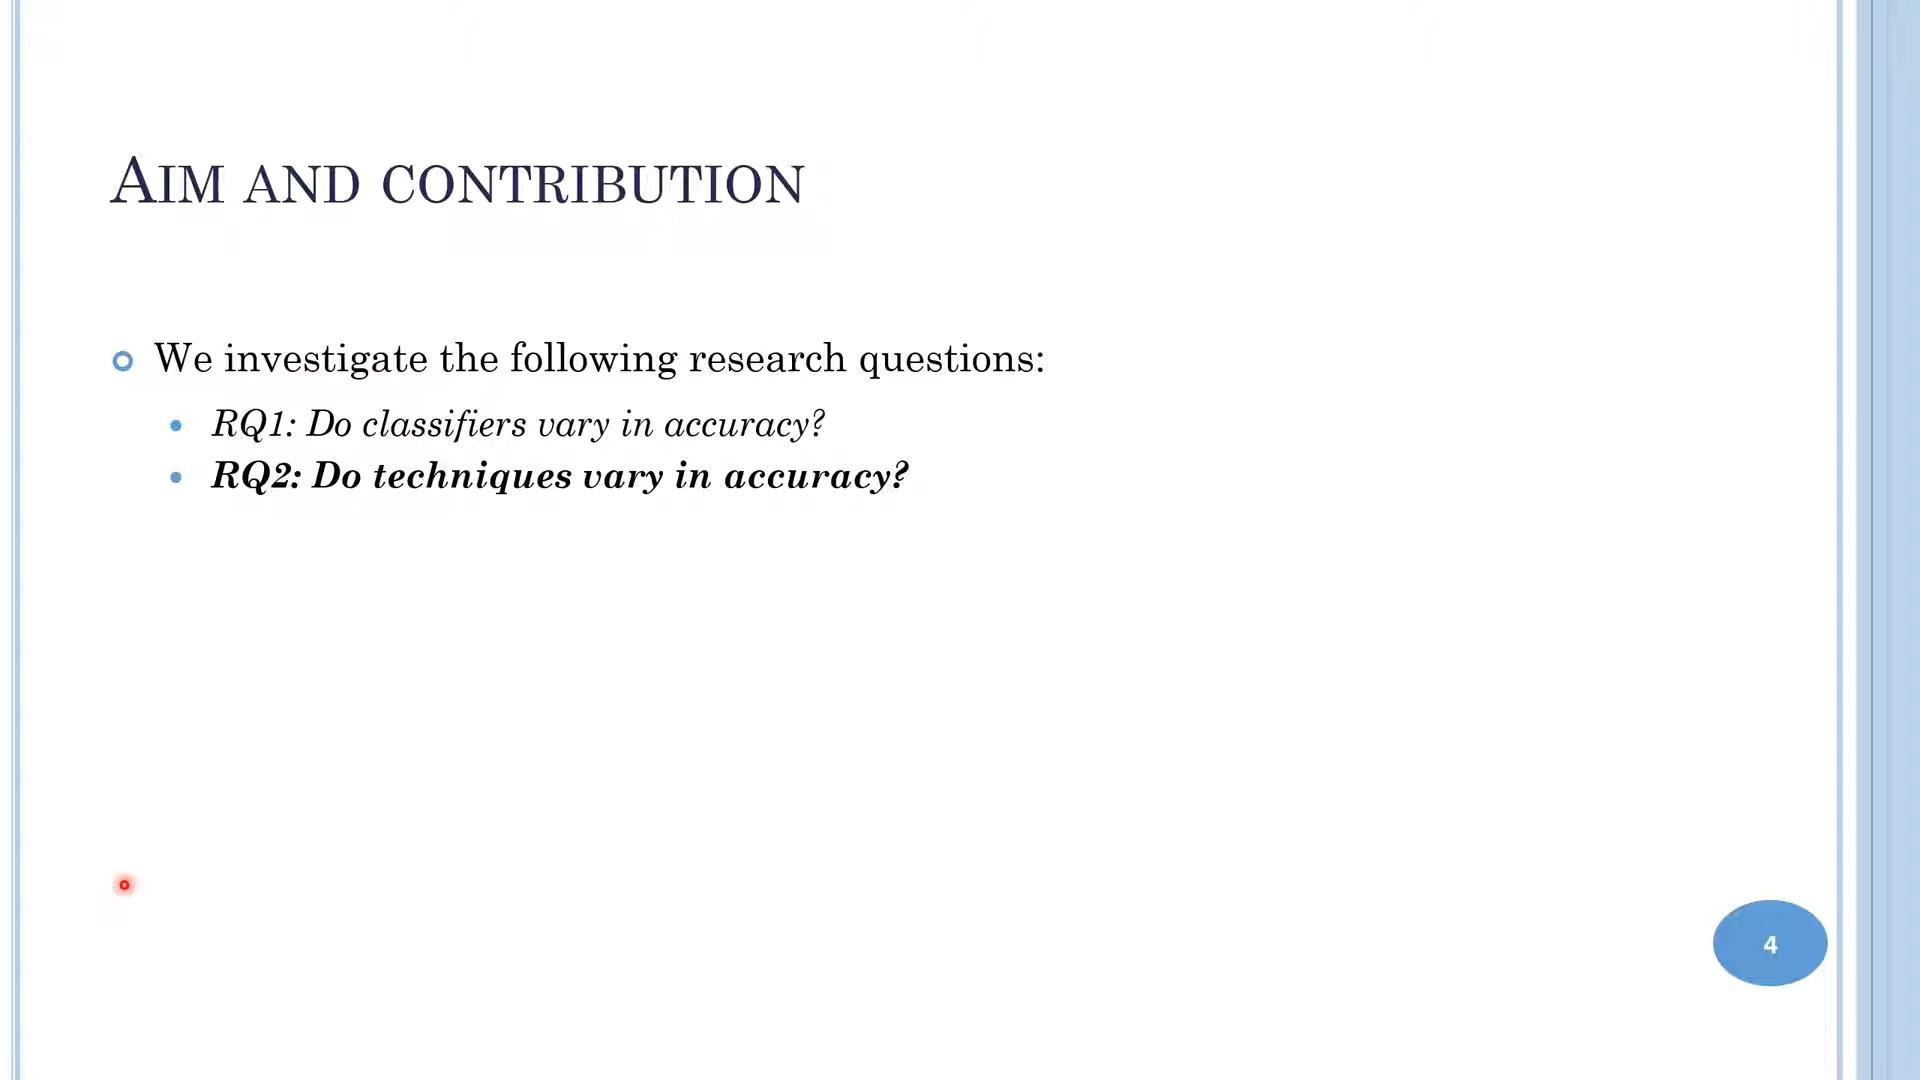 Aim and contribution
We investigate the following research questions:
RQ1: Do classifiers vary in accuracy?
RQ2: Do techniques vary in accuracy?
4